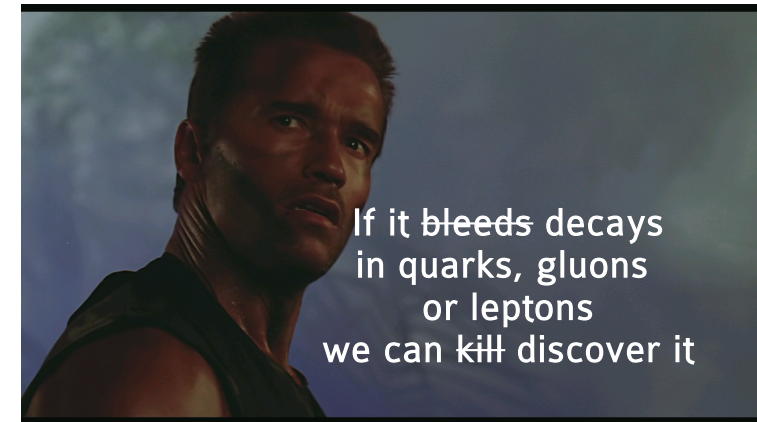 If it ~~bleeds~~ decays
in quarks, gluons
or leptons
we can ~~kill~~ discover it